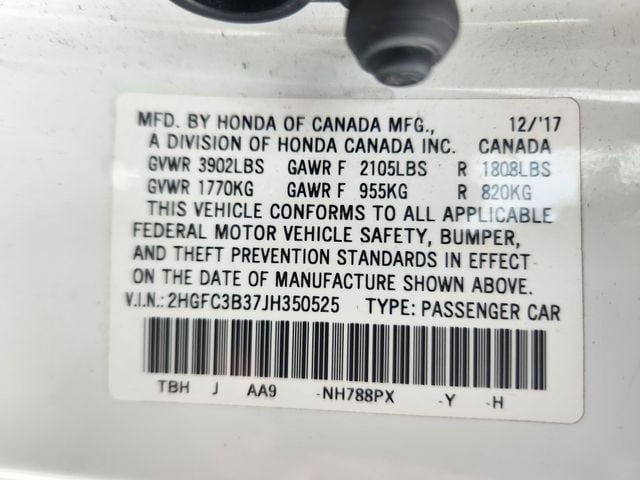 MFD. BY HONDA OF CANADA MFG., 12/'17
A DIVISION OF HONDA CANADA INC. CANADA
GVWR 3902LBS GAWR F 2105LBS R 1808LBS
GVWR 1770KG GAWR F 955KG R 820KG
THIS VEHICLE CONFORMS TO ALL APPLICABLE
FEDERAL MOTOR VEHICLE SAFETY, BUMPER,
AND THEFT PREVENTION STANDARDS IN EFFECT
ON THE DATE OF MANUFACTURE SHOWN ABOVE.
V.I.N.:2HGFC3B37JH350525 TYPE: PASSENGER CAR
TBH J AA9 -NH788PX -Y -H